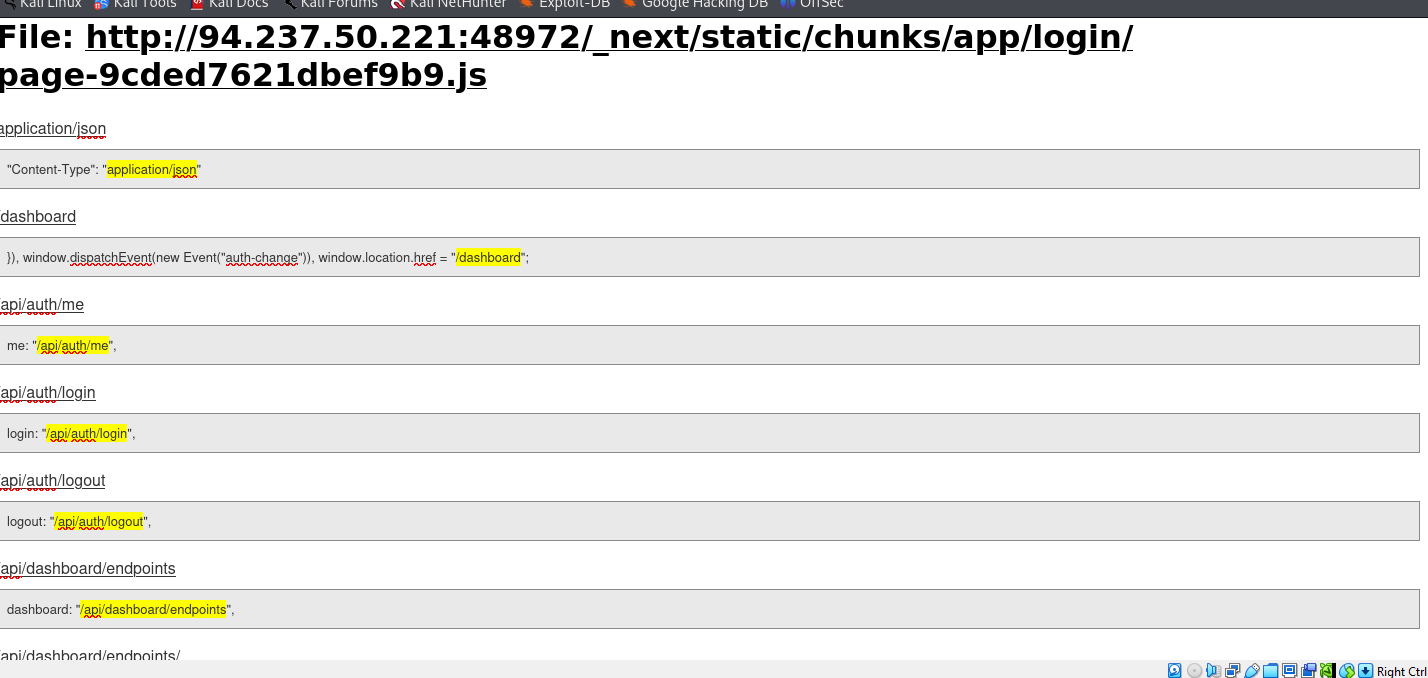 Kali Linux Kali Tools Kali Docs Kali Forums Kali NetHunter Exploit-DB Google Hacking DB OffSec
File: http://94.237.50.221:48972/_next/static/chunks/app/login/
page-9cded7621dbef9b9.js
application/json
"Content-Type": "application/json"
/dashboard
}), window.dispatchEvent(new Event("auth-change")), window.location.href = "/dashboard";
/api/auth/me
me: "/api/auth/me",
/api/auth/login
login: "/api/auth/login",
/api/auth/logout
logout: "/api/auth/logout",
/api/dashboard/endpoints
dashboard: "/api/dashboard/endpoints",
/api/dashboard/endpoints/
Right Ctrl